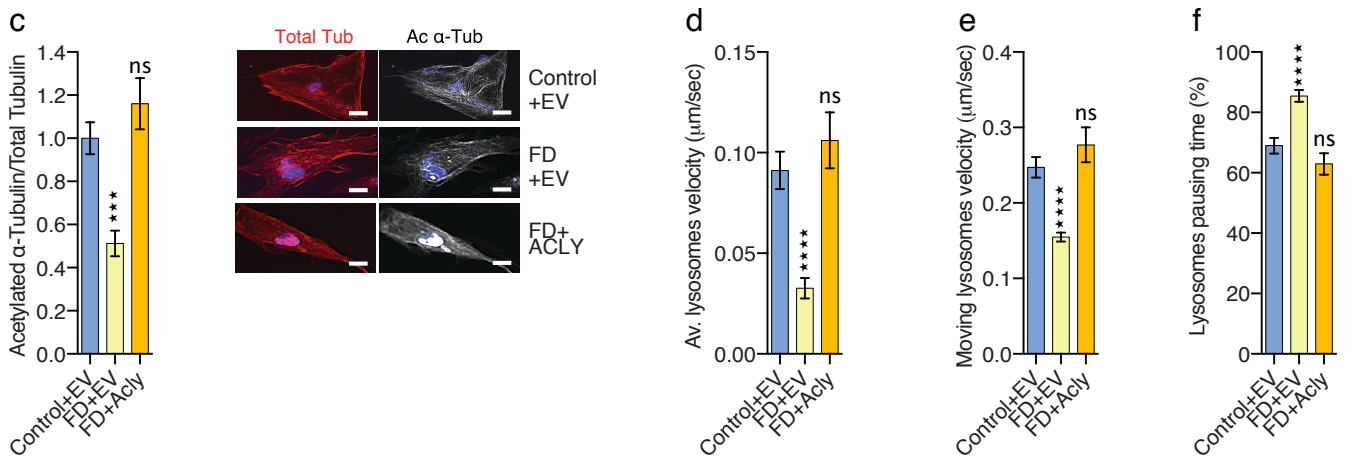 c
Acetylated α-Tubulin/Total Tubulin
1.4
1.2
1.0
0.8
0.6
0.4
0.2
0.0
ns
★★★
Control+EV
FD+EV
FD+Acly
Total Tub
Ac α-Tub
Control
+EV
FD
+EV
FD+
ACLY
d
Av. lysosomes velocity (μm/sec)
0.15
0.10
0.05
0.00
ns
★★★★
Control+EV
FD+EV
FD+Acly
e
Moving lysosomes velocity (μm/sec)
0.4
0.3
0.2
0.1
0.0
ns
★★★★
Control+EV
FD+EV
FD+Acly
f
Lysosomes pausing time (%)
100
80
60
40
20
0
★★★★
ns
Control+EV
FD+EV
FD+Acly